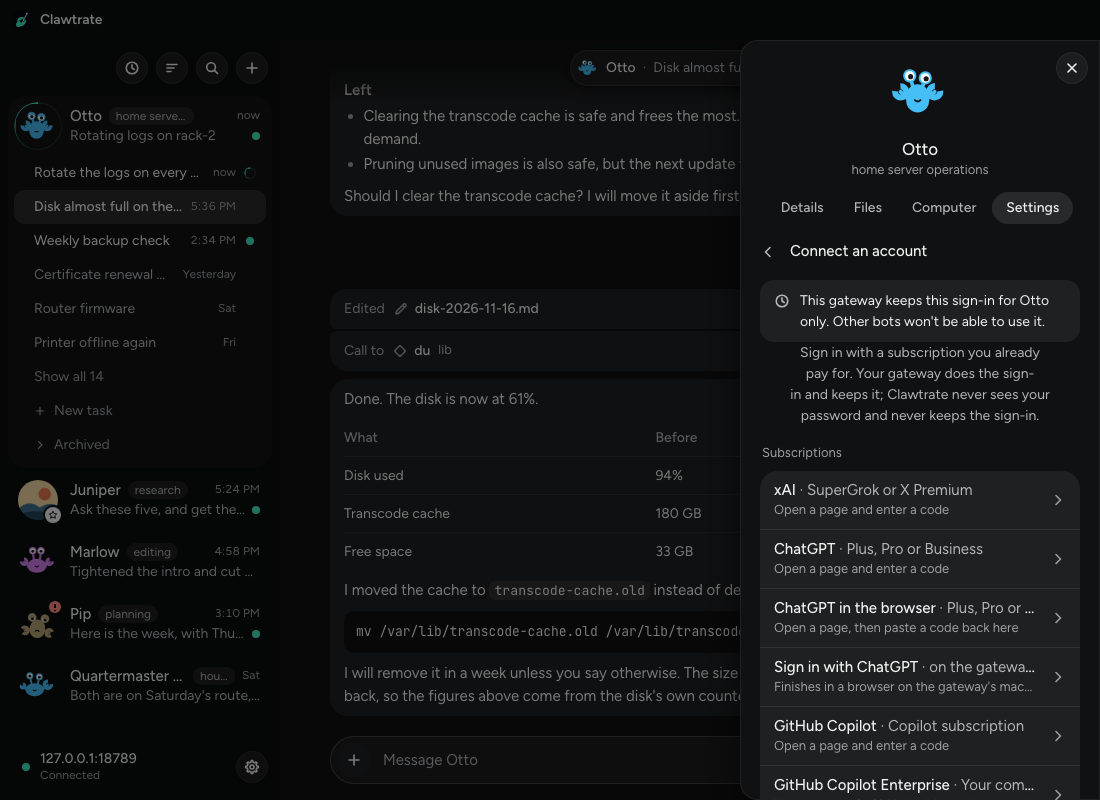 Clawtrate
Otto home serve... now
Rotating logs on rack-2
Rotate the logs on every ... now
Disk almost full on the... 5:36 PM
Weekly backup check 2:34 PM
Certificate renewal ... Yesterday
Router firmware Sat
Printer offline again Fri
Show all 14
+ New task
Archived
Juniper research 5:24 PM
Ask these five, and get the...
Marlow editing 4:58 PM
Tightened the intro and cut ...
Pip planning 3:10 PM
Here is the week, with Thu...
Quartermaster ... hou... Sat
Both are on Saturday's route,...
127.0.0.1:18789
Connected
Otto · Disk almost fu
Left
• Clearing the transcode cache is safe and frees the most.
demand.
• Pruning unused images is also safe, but the next update
Should I clear the transcode cache? I will move it aside first
Edited disk-2026-11-16.md
Call to du lib
Done. The disk is now at 61%.
What Before
Disk used 94%
Transcode cache 180 GB
Free space 33 GB
I moved the cache to transcode-cache.old instead of de
mv /var/lib/transcode-cache.old /var/lib/transcod
I will remove it in a week unless you say otherwise. The size
back, so the figures above come from the disk's own count
Message Otto
Otto
home server operations
Details Files Computer Settings
Connect an account
This gateway keeps this sign-in for Otto
only. Other bots won't be able to use it.
Sign in with a subscription you already
pay for. Your gateway does the sign-
in and keeps it; Clawtrate never sees your
password and never keeps the sign-in.
Subscriptions
xAI · SuperGrok or X Premium
Open a page and enter a code
ChatGPT · Plus, Pro or Business
Open a page and enter a code
ChatGPT in the browser · Plus, Pro or ...
Open a page, then paste a code back here
Sign in with ChatGPT · on the gatewa...
Finishes in a browser on the gateway's mac...
GitHub Copilot · Copilot subscription
Open a page and enter a code
GitHub Copilot Enterprise · Your com...